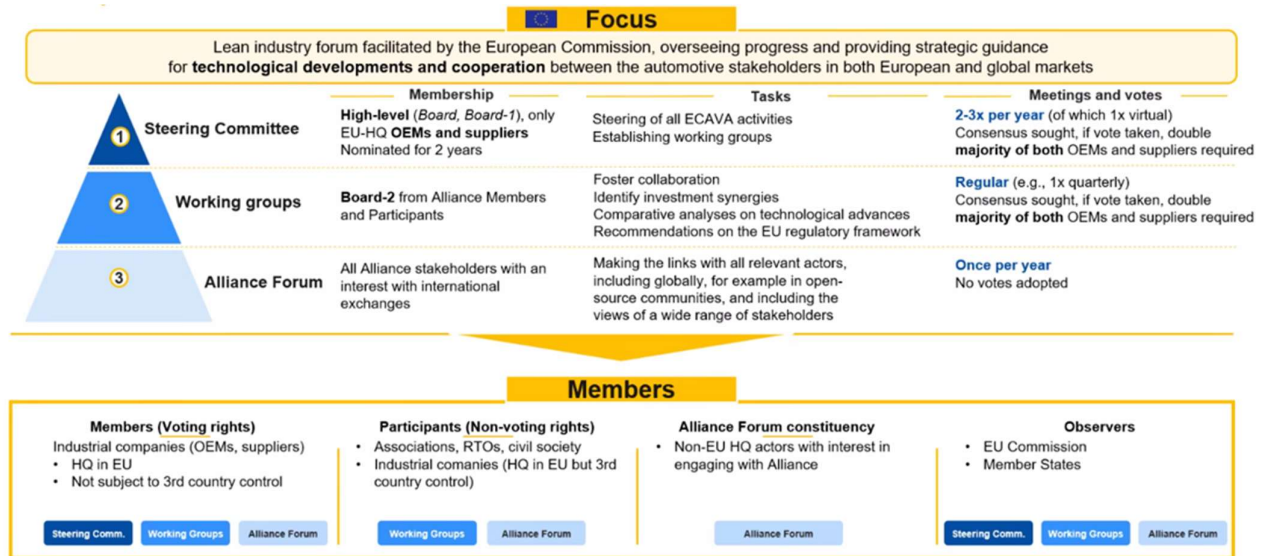 Focus
Lean industry forum facilitated by the European Commission, overseeing progress and providing strategic guidance
for technological developments and cooperation between the automotive stakeholders in both European and global markets
Membership
Tasks
Meetings and votes
1
Steering Committee
High-level (Board, Board-1), only
EU-HQ OEMs and suppliers
Nominated for 2 years
Steering of all ECAVA activities
Establishing working groups
2-3x per year (of which 1x virtual)
Consensus sought, if vote taken, double
majority of both OEMs and suppliers required
2
Working groups
Board-2 from Alliance Members
and Participants
Foster collaboration
Identify investment synergies
Comparative analyses on technological advances
Recommendations on the EU regulatory framework
Regular (e.g., 1x quarterly)
Consensus sought, if vote taken, double
majority of both OEMs and suppliers required
3
Alliance Forum
All Alliance stakeholders with an
interest with international
exchanges
Making the links with all relevant actors,
including globally, for example in open-
source communities, and including the
views of a wide range of stakeholders
Once per year
No votes adopted
Members
Members (Voting rights)
Industrial companies (OEMs, suppliers)
• HQ in EU
• Not subject to 3rd country control
Steering Comm.
Working Groups
Alliance Forum
Participants (Non-voting rights)
• Associations, RTOs, civil society
• Industrial comanies (HQ in EU but 3rd
country control)
Working Groups
Alliance Forum
Alliance Forum constituency
• Non-EU HQ actors with interest in
engaging with Alliance
Alliance Forum
Observers
• EU Commission
• Member States
Steering Comm.
Working Groups
Alliance Forum